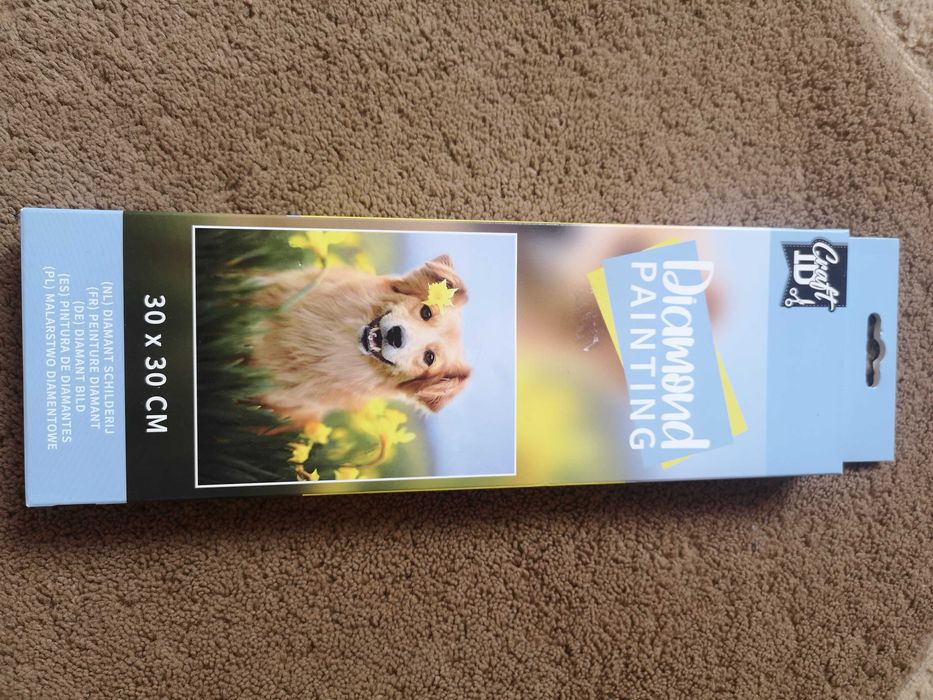 Craft
ID
Diamond
PAINTING
30 x 30 CM
(NL) DIAMANT SCHILDERIJ
(FR) PEINTURE DIAMANT
(DE) DIAMANT BILD
(ES) PINTURA DE DIAMANTES
(PL) MALARSTWO DIAMENTOWE